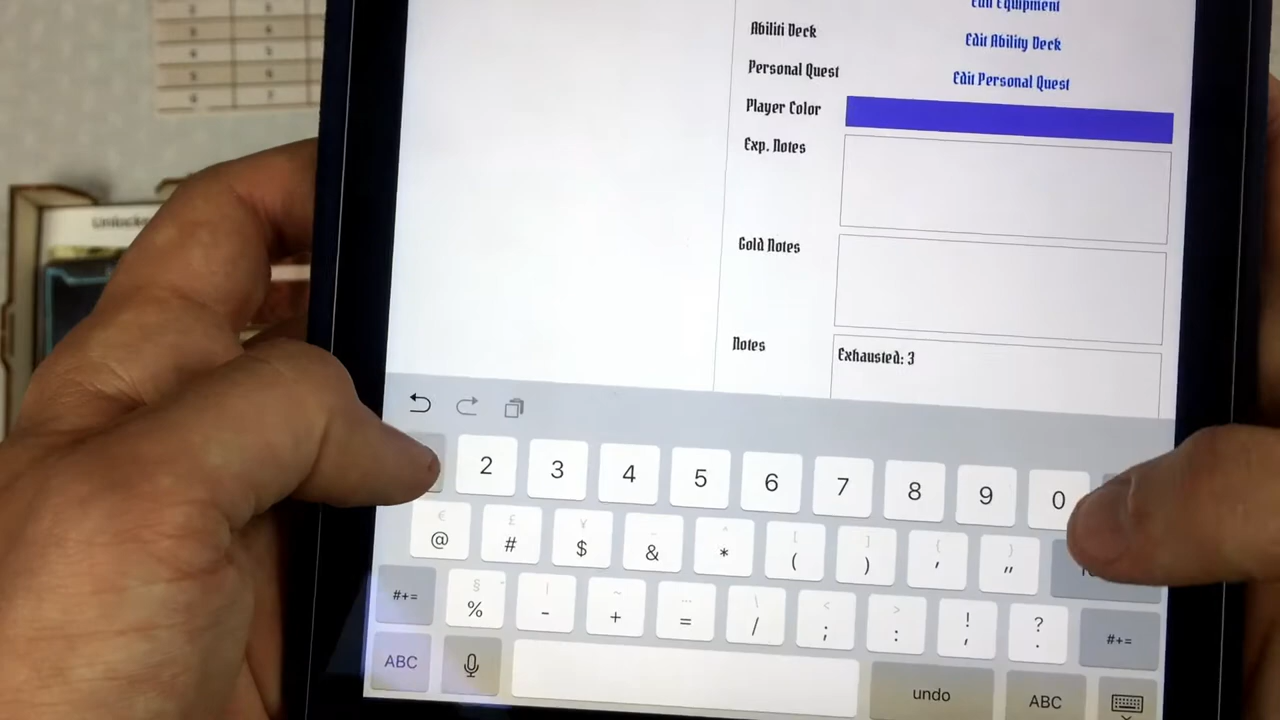 Edit Equipment
Abiliti Deck
Edit Ability Deck
Personal Quest
Edit Personal Quest
Player Color
Exp. Notes
Gold Notes
Notes
Exhausted: 3
2 3 4 5 6 7 8 9 0
€ £ ¥ _ ^ [ ] { }
@ # $ & * ( ) ' "
§ | ~ … \ < > ! ?
#+= % - + = / ; : , . #+=
ABC undo ABC